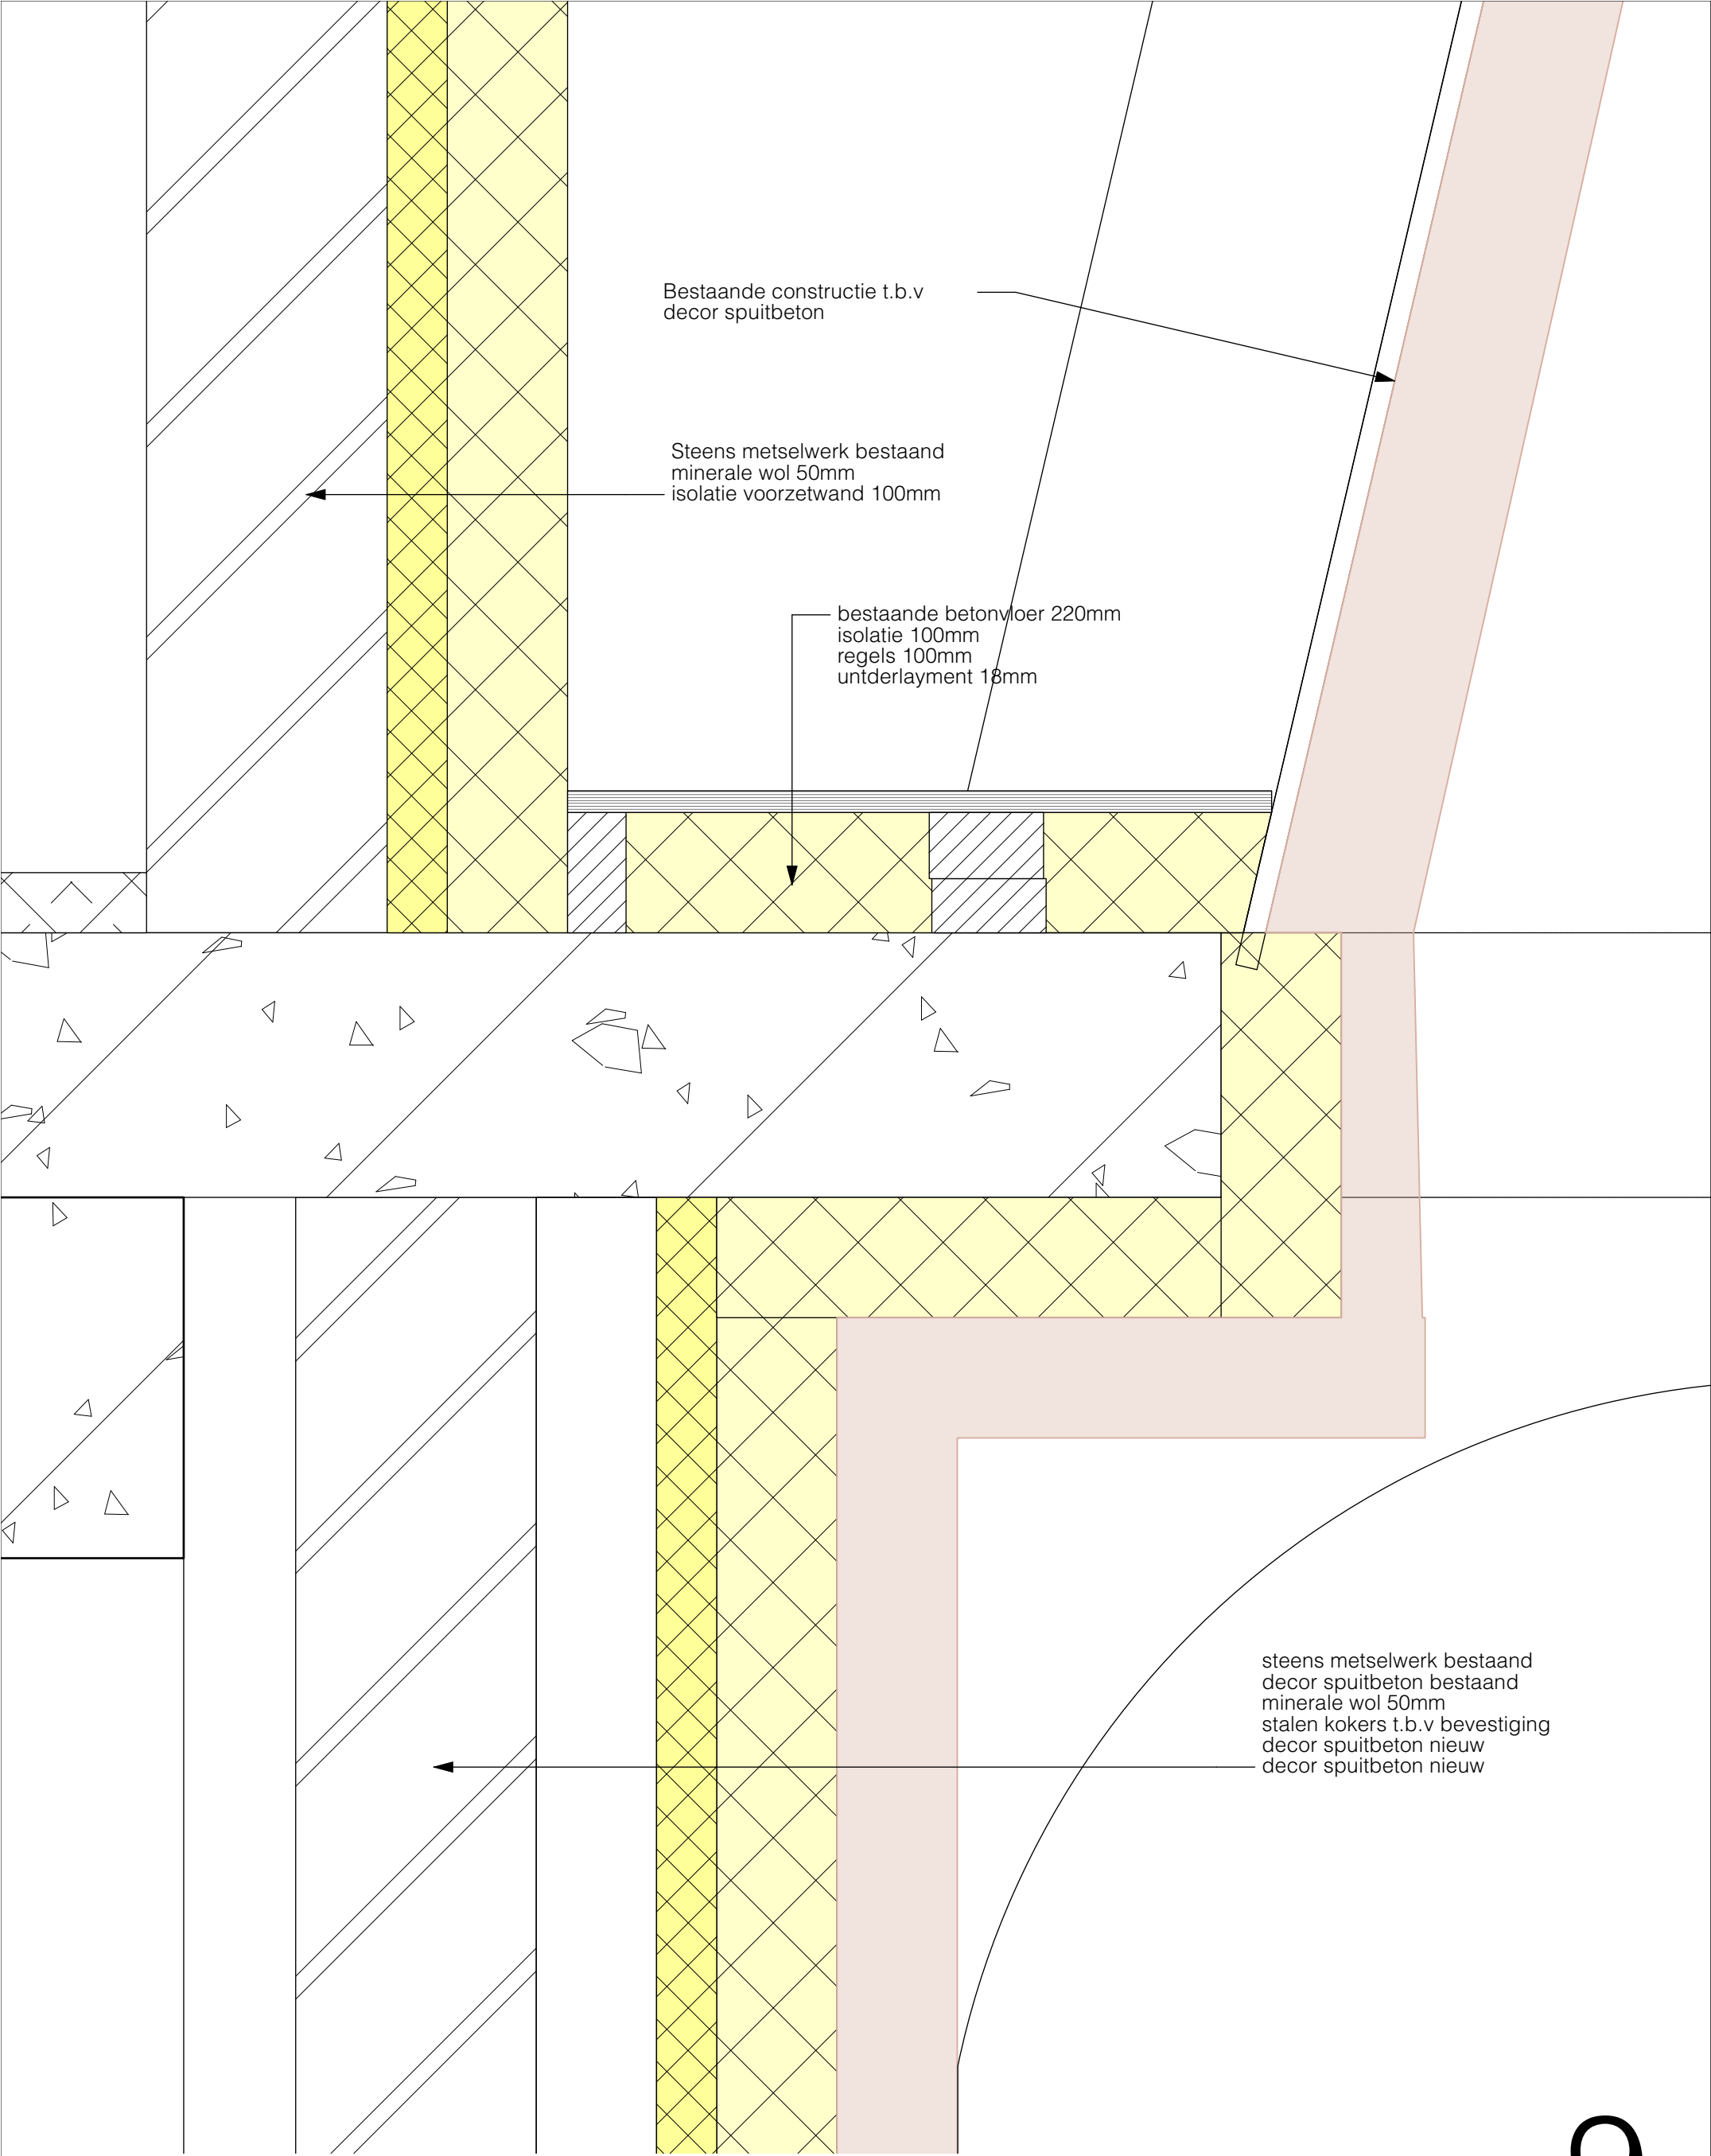 Bestaande constructie t.b.v
decor spuitbeton
Steens metselwerk bestaand
minerale wol 50mm
isolatie voorzetwand 100mm
bestaande betonvloer 220mm
isolatie 100mm
regels 100mm
untderlayment 18mm
steens metselwerk bestaand
decor spuitbeton bestaand
minerale wol 50mm
stalen kokers t.b.v bevestiging
decor spuitbeton nieuw
decor spuitbeton nieuw